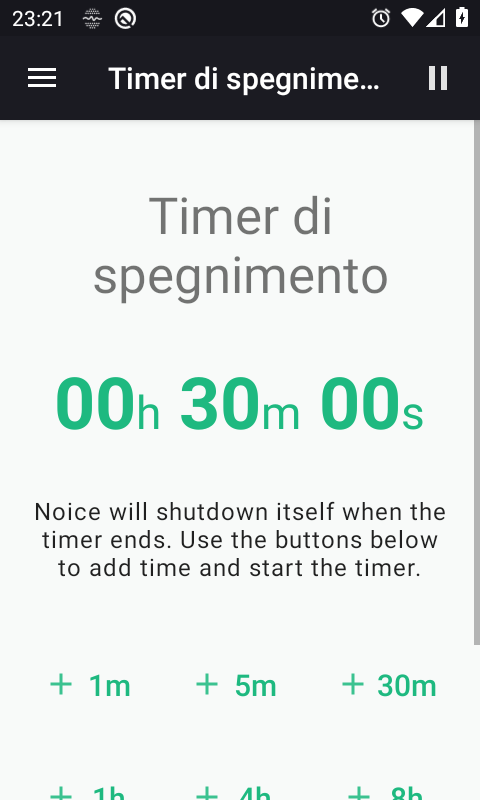 23:21
Timer di spegnime...
Timer di
spegnimento
00h 30m 00s
Noice will shutdown itself when the
timer ends. Use the buttons below
to add time and start the timer.
+ 1m + 5m + 30m
+ 1h + 4h + 8h